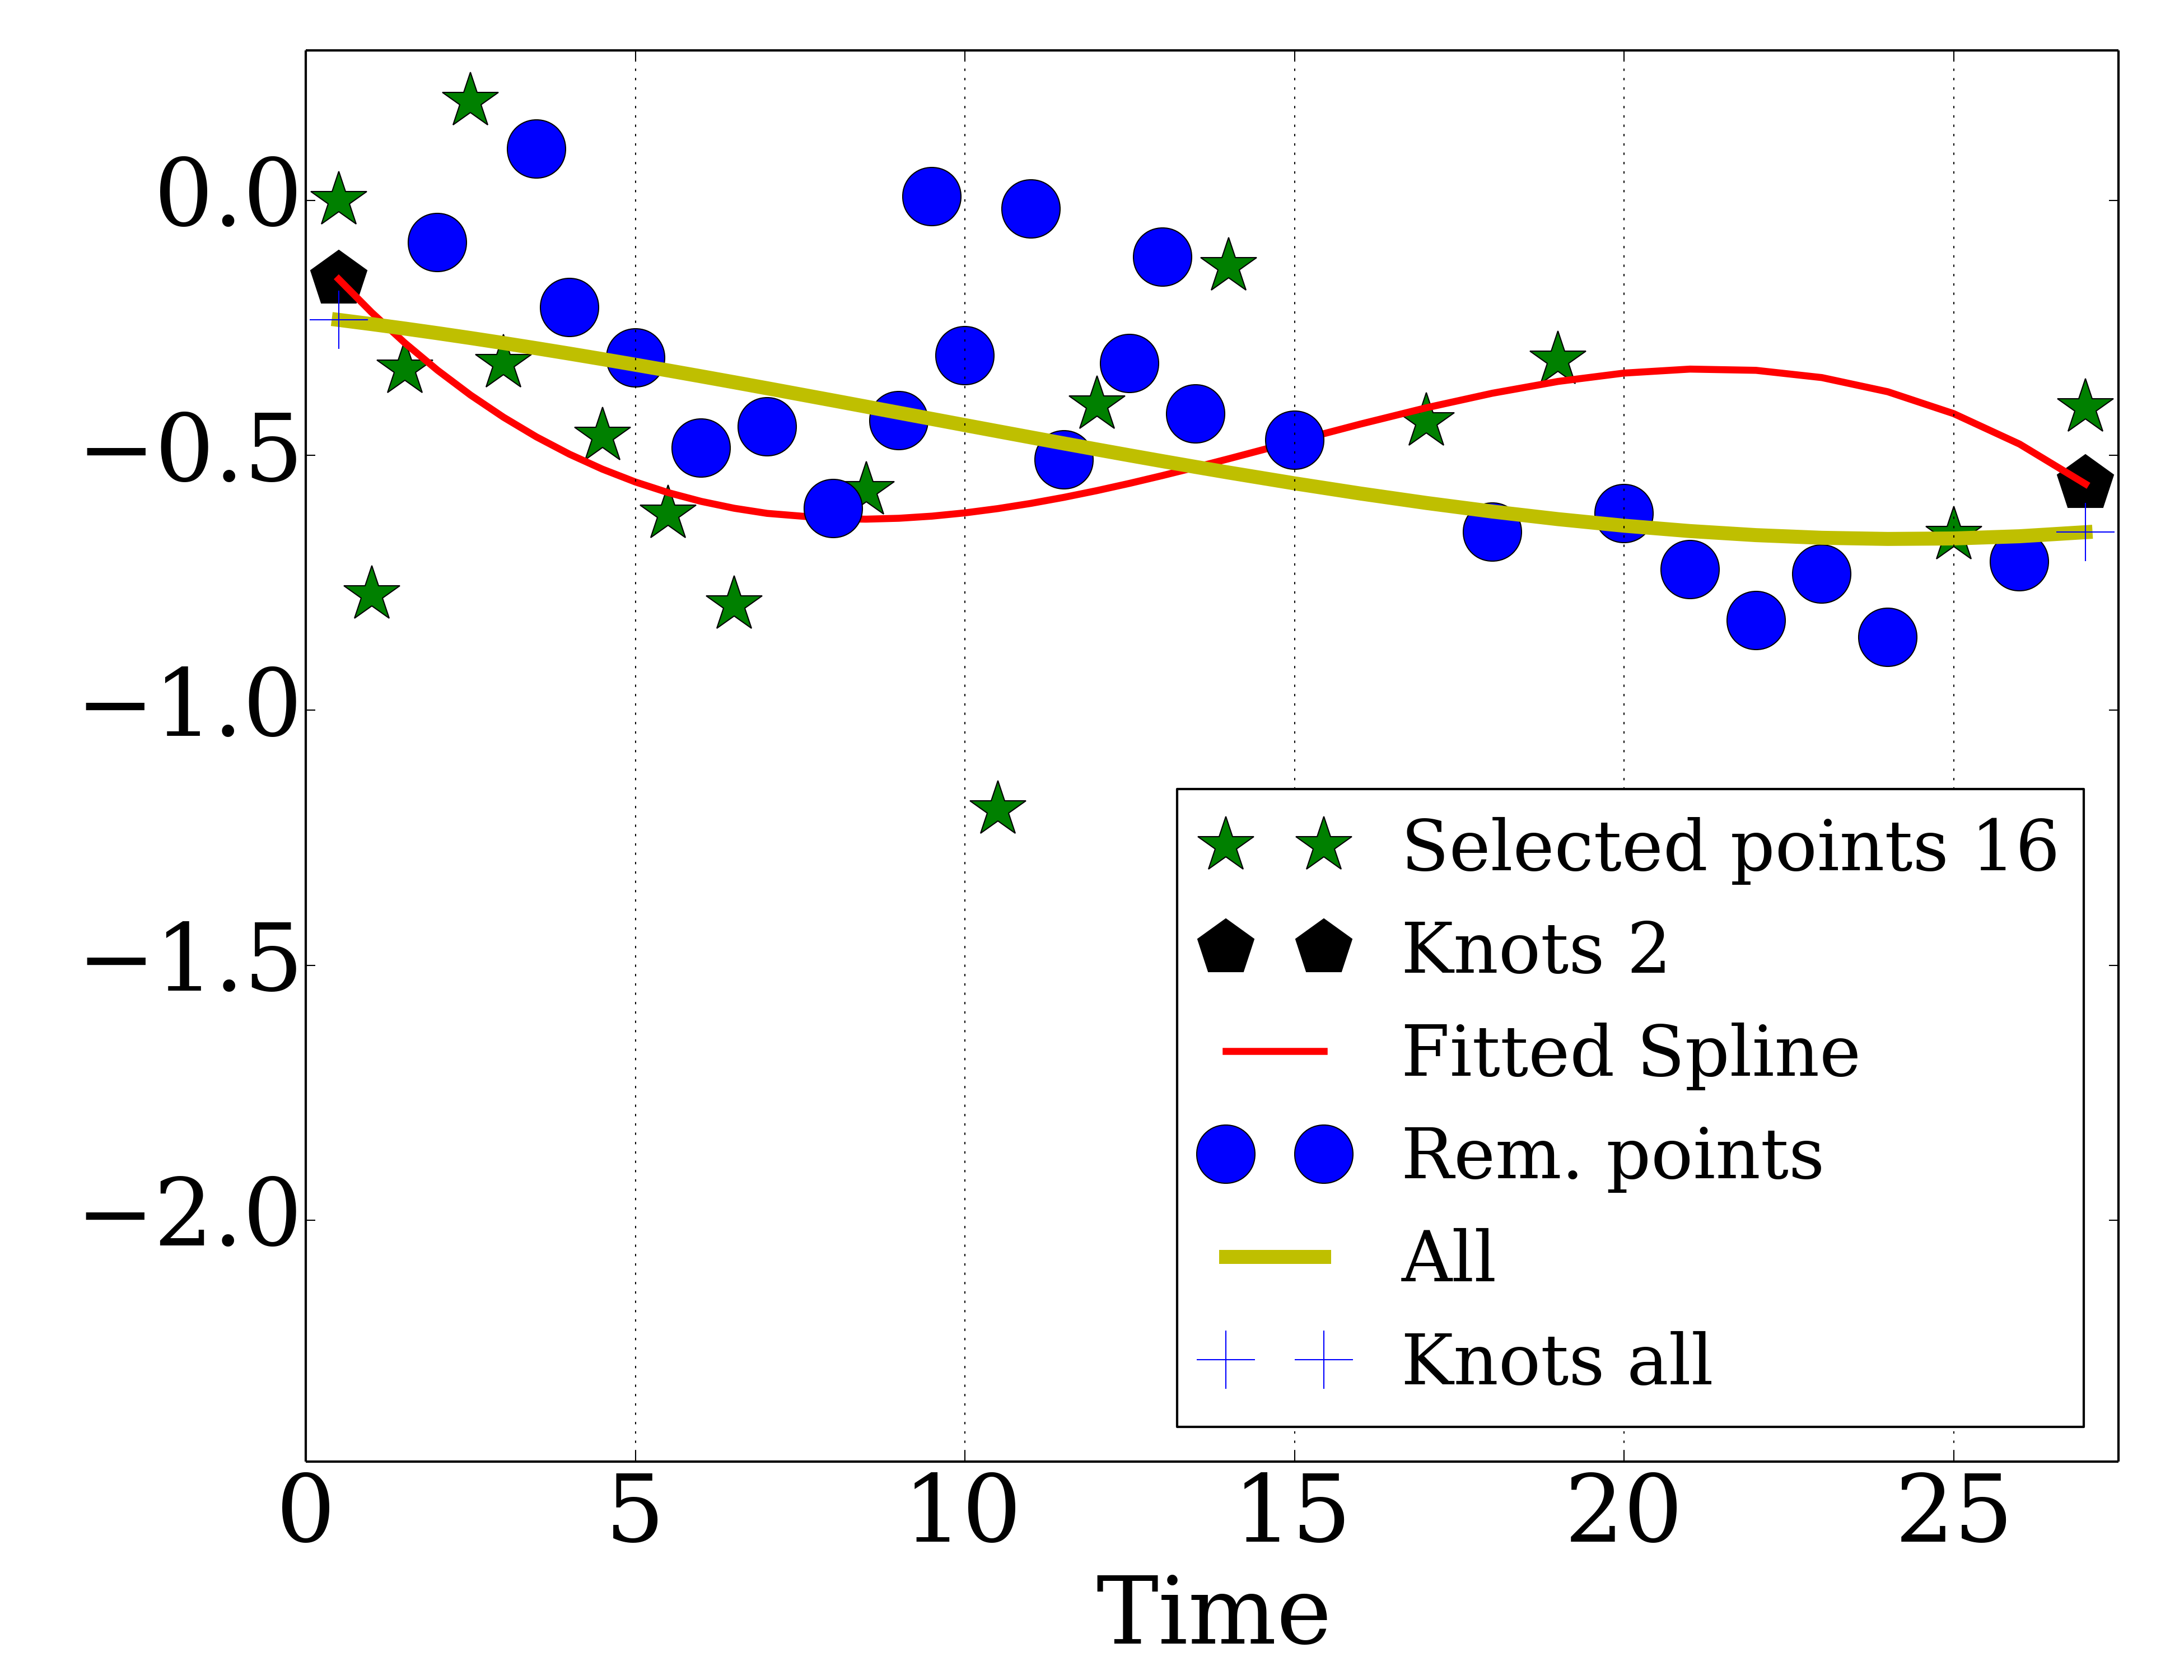 0.0
−0.5
−1.0
−1.5
−2.0
Selected points 16
Knots 2
Fitted Spline
Rem. points
All
Knots all
0 5 10 15 20 25
Time